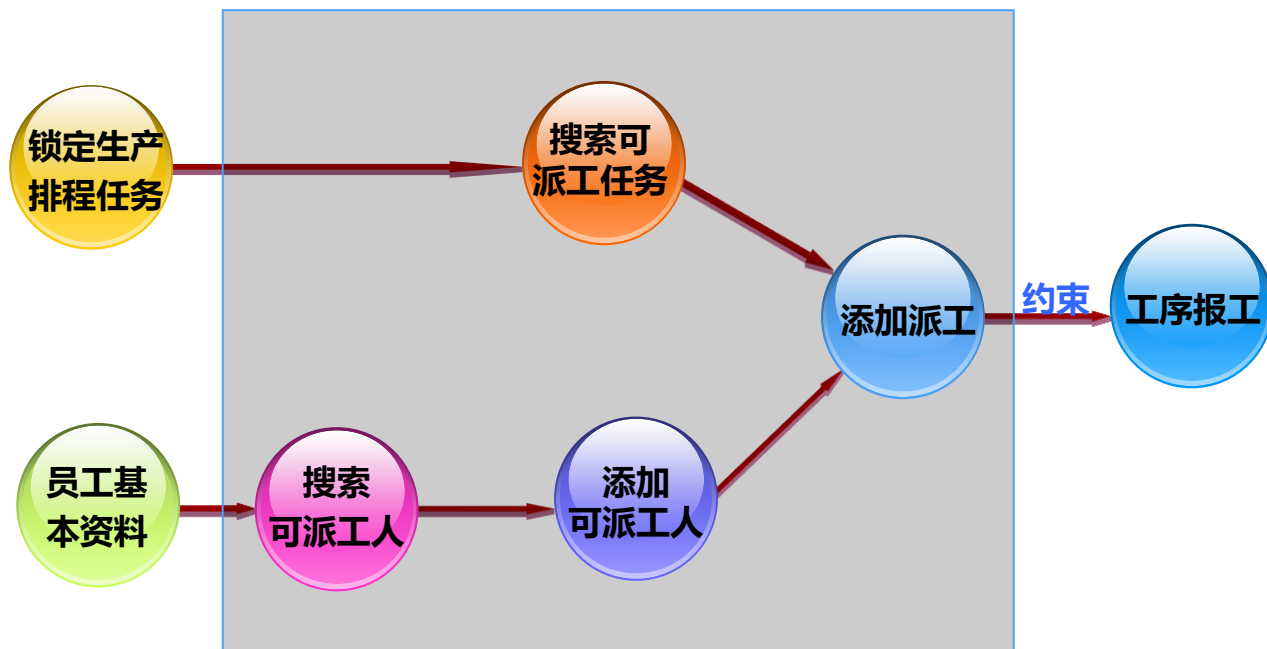 锁定生产
排程任务
搜索可
派工任务
添加派工
约束
工序报工
员工基
本资料
搜索
可派工人
添加
可派工人